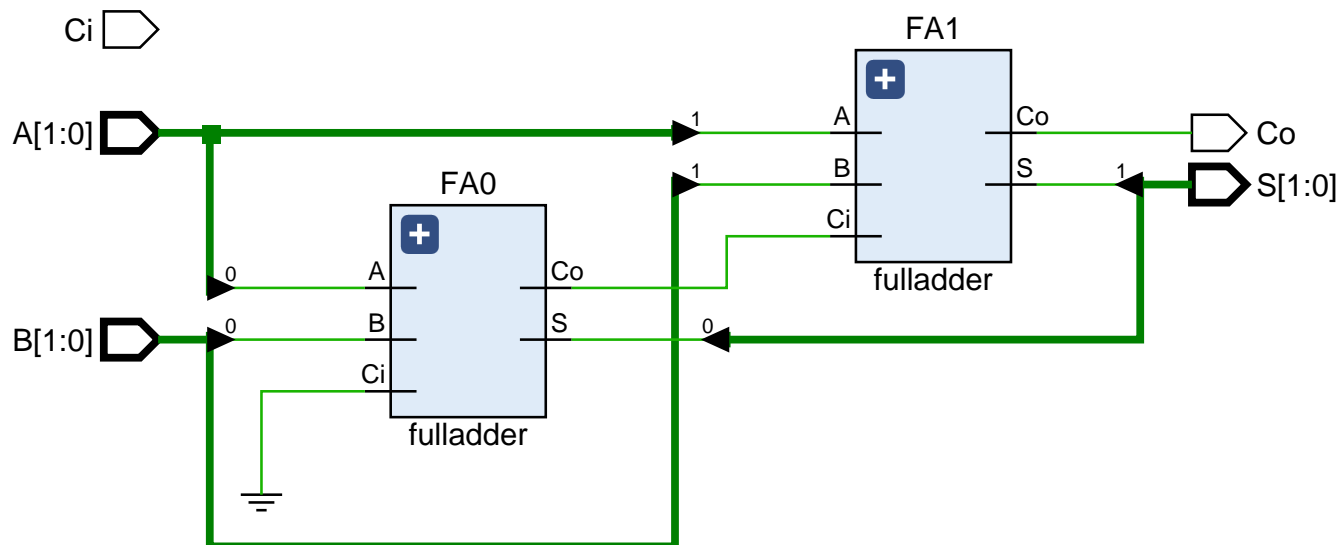 Ci
FA1
A[1:0]
1
A
Co
Co
FA0
1
B
S
1
S[1:0]
Ci
0
A
Co
fulladder
B[1:0]
0
B
S
0
Ci
fulladder